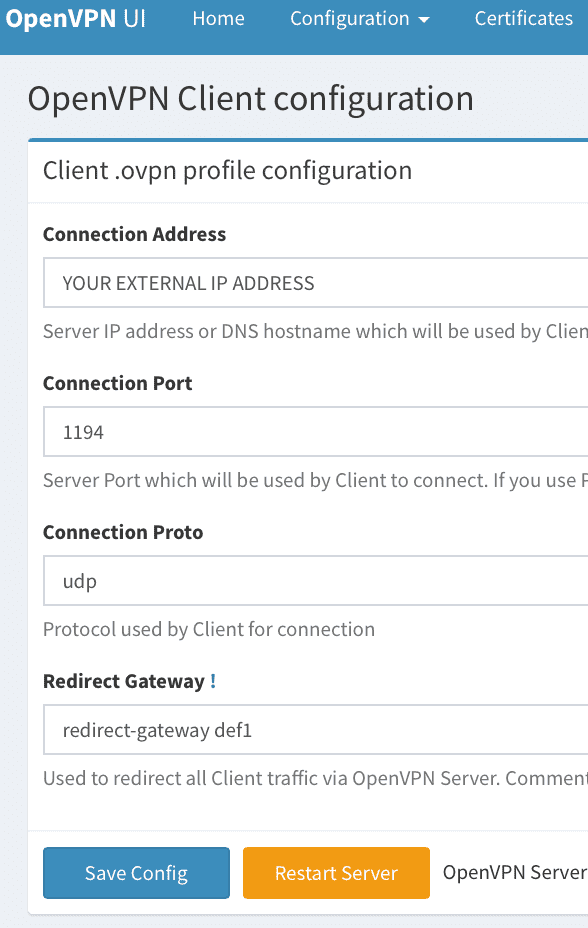 OpenVPN UI Home Configuration Certificates
OpenVPN Client configuration
Client .ovpn profile configuration
Connection Address
YOUR EXTERNAL IP ADDRESS
Server IP address or DNS hostname which will be used by Clien
Connection Port
1194
Server Port which will be used by Client to connect. If you use P
Connection Proto
udp
Protocol used by Client for connection
Redirect Gateway !
redirect-gateway def1
Used to redirect all Client traffic via OpenVPN Server. Comment
Save Config Restart Server OpenVPN Server